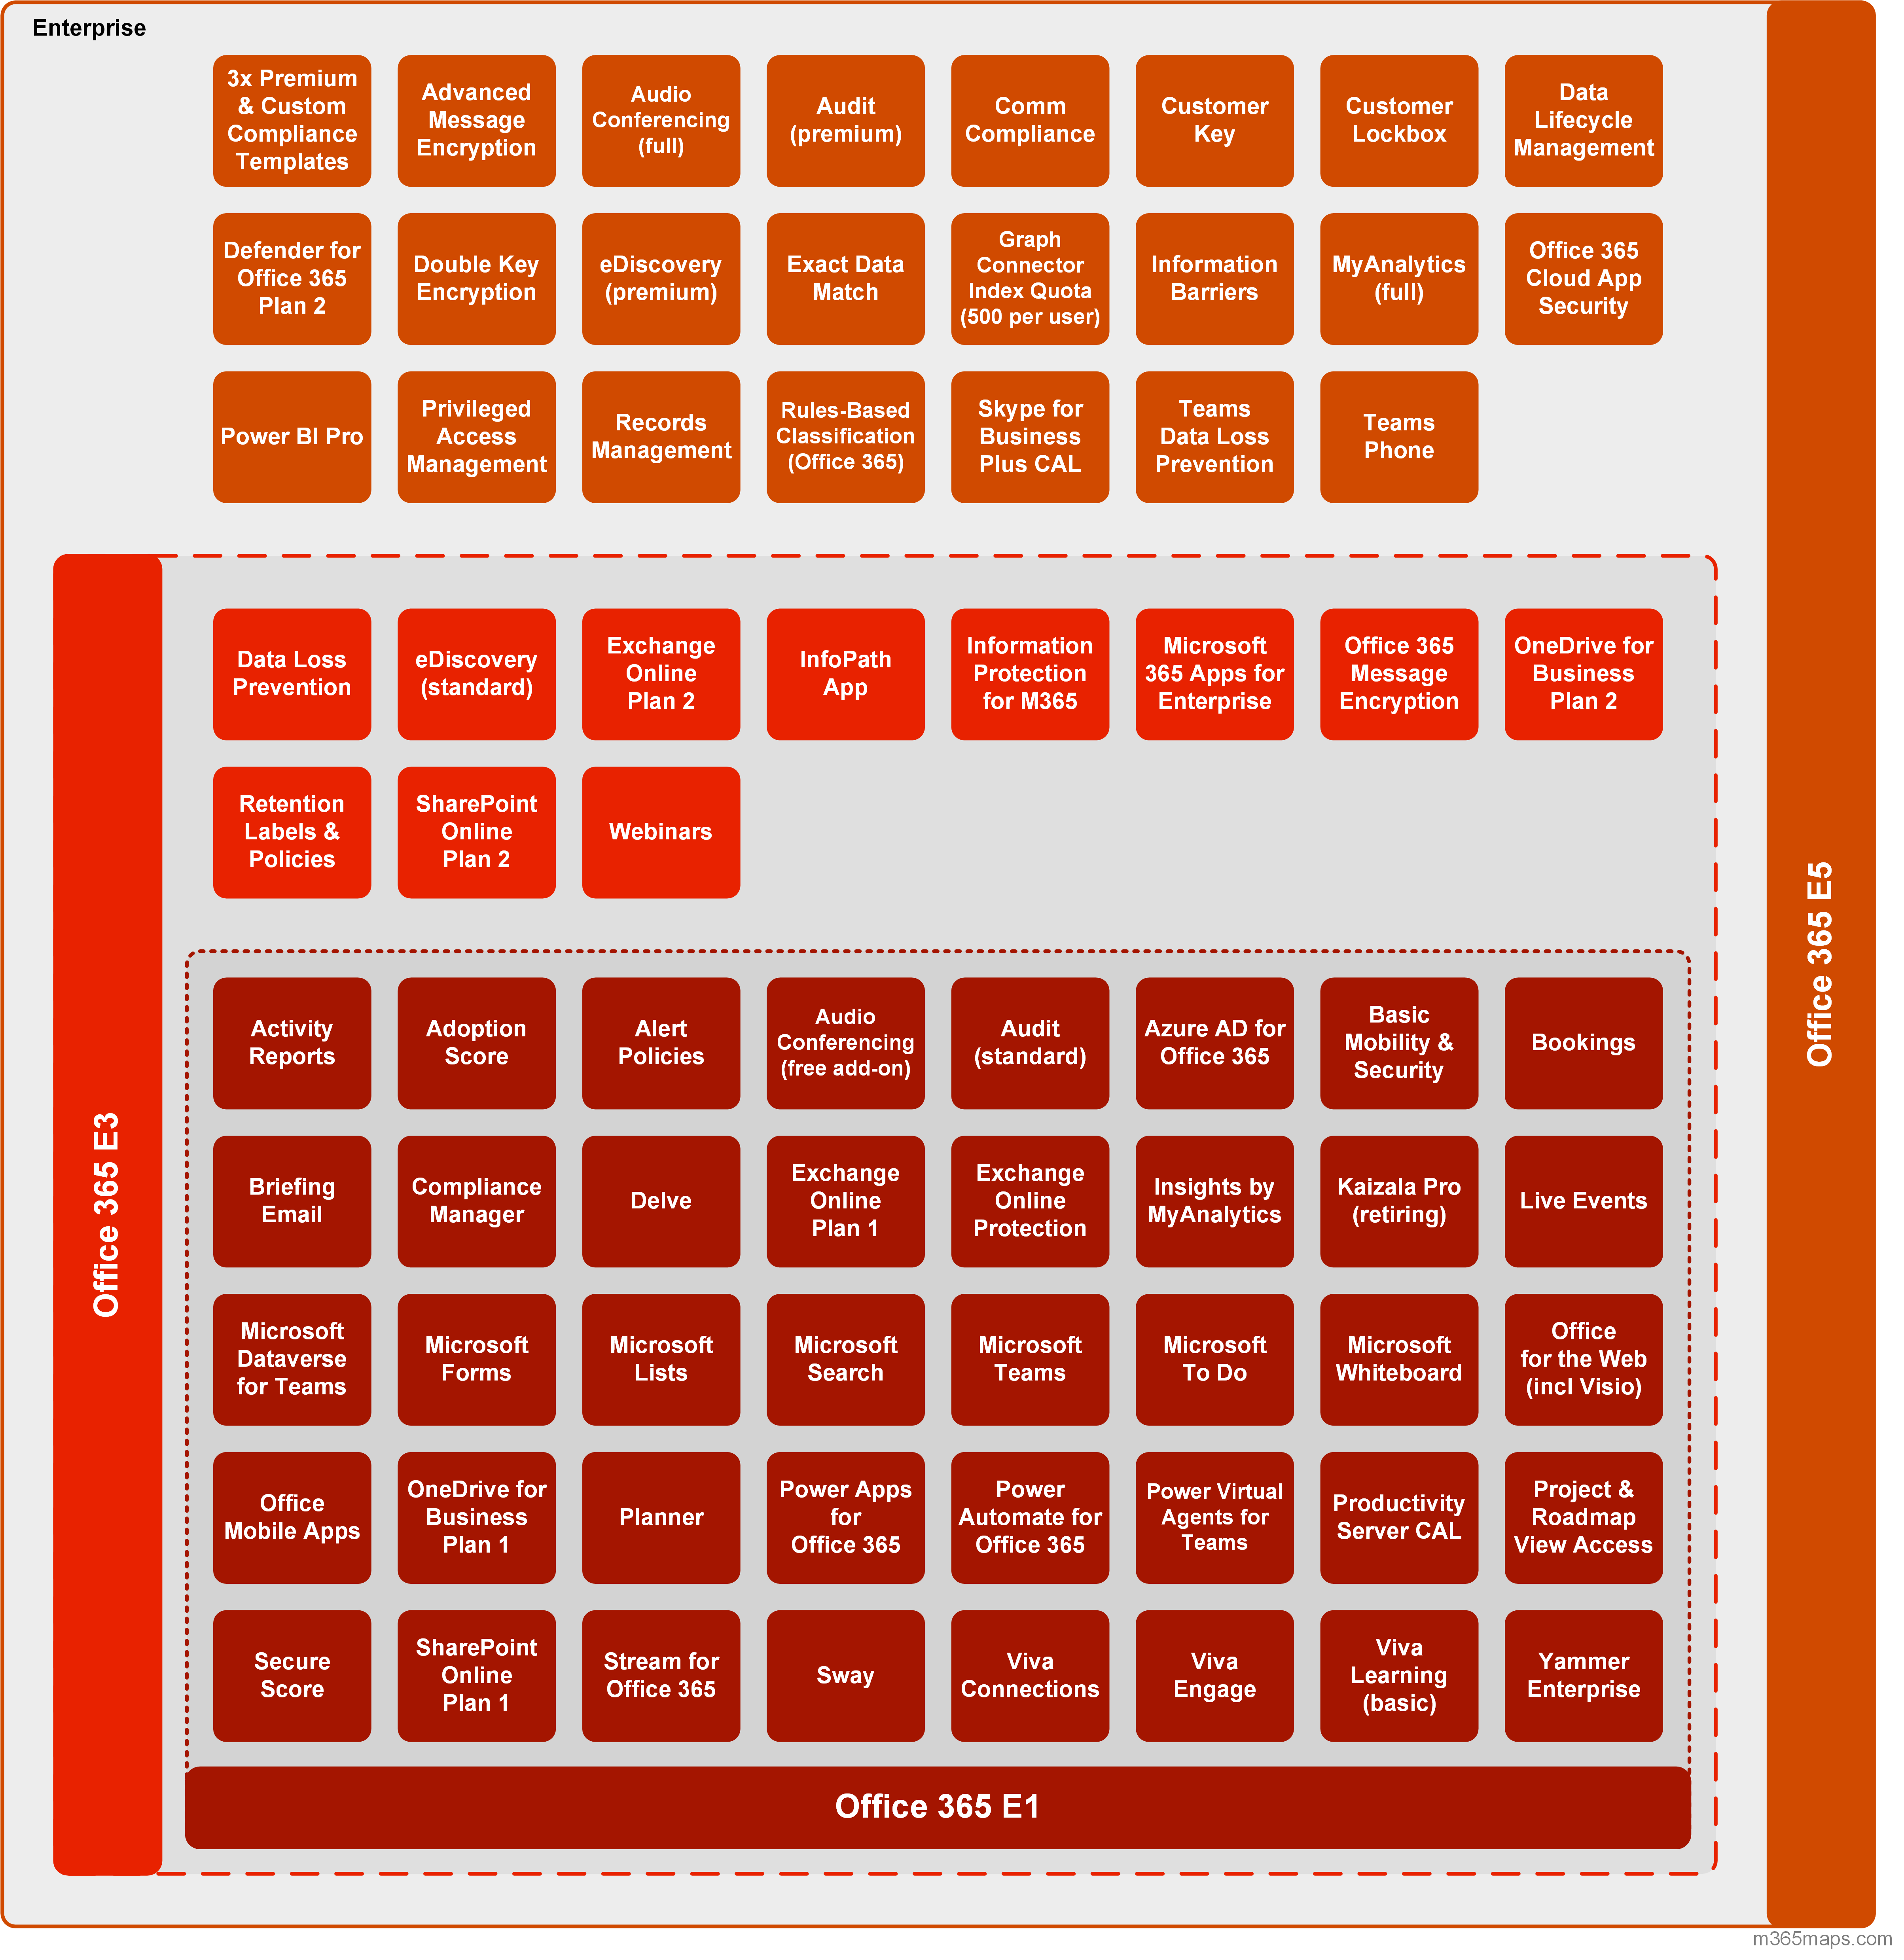 Enterprise
3x Premium
& Custom
Compliance
Templates
Advanced
Message
Encryption
Audio
Conferencing
(full)
Audit
(premium)
Comm
Compliance
Customer
Key
Customer
Lockbox
Data
Lifecycle
Management
Defender for
Office 365
Plan 2
Double Key
Encryption
eDiscovery
(premium)
Exact Data
Match
Graph
Connector
Index Quota
(500 per user)
Information
Barriers
MyAnalytics
(full)
Office 365
Cloud App
Security
Power BI Pro
Privileged
Access
Management
Records
Management
Rules-Based
Classification
(Office 365)
Skype for
Business
Plus CAL
Teams
Data Loss
Prevention
Teams
Phone
Office 365 E5
Office 365 E3
Data Loss
Prevention
eDiscovery
(standard)
Exchange
Online
Plan 2
InfoPath
App
Information
Protection
for M365
Microsoft
365 Apps for
Enterprise
Office 365
Message
Encryption
OneDrive for
Business
Plan 2
Retention
Labels &
Policies
SharePoint
Online
Plan 2
Webinars
Activity
Reports
Adoption
Score
Alert
Policies
Audio
Conferencing
(free add-on)
Audit
(standard)
Azure AD for
Office 365
Basic
Mobility &
Security
Bookings
Briefing
Email
Compliance
Manager
Delve
Exchange
Online
Plan 1
Exchange
Online
Protection
Insights by
MyAnalytics
Kaizala Pro
(retiring)
Live Events
Microsoft
Dataverse
for Teams
Microsoft
Forms
Microsoft
Lists
Microsoft
Search
Microsoft
Teams
Microsoft
To Do
Microsoft
Whiteboard
Office
for the Web
(incl Visio)
Office
Mobile Apps
OneDrive for
Business
Plan 1
Planner
Power Apps
for
Office 365
Power
Automate for
Office 365
Power Virtual
Agents for
Teams
Productivity
Server CAL
Project &
Roadmap
View Access
Secure
Score
SharePoint
Online
Plan 1
Stream for
Office 365
Sway
Viva
Connections
Viva
Engage
Viva
Learning
(basic)
Yammer
Enterprise
Office 365 E1
m365maps.com